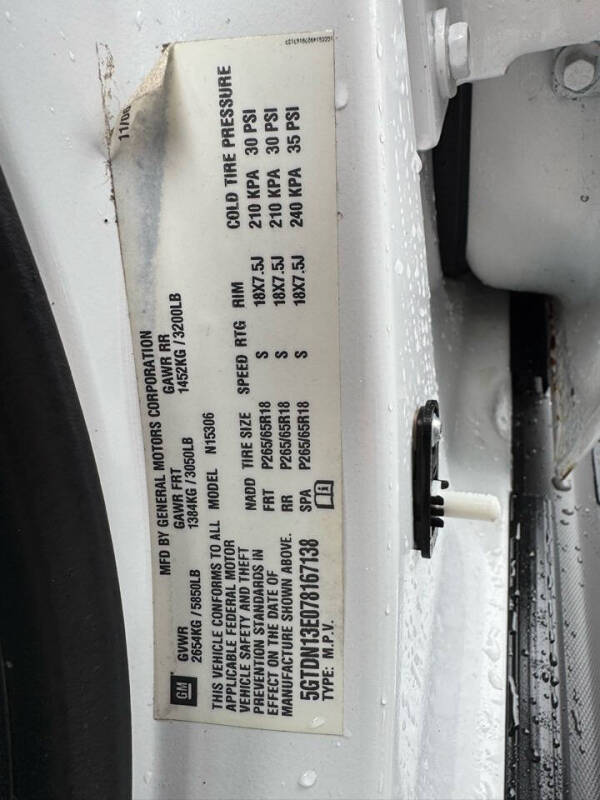 GM
MFD BY GENERAL MOTORS CORPORATION 11/06
GVWR GAWR FRT GAWR RR
2654KG / 5850LB 1384KG / 3050LB 1452KG / 3200LB
THIS VEHICLE CONFORMS TO ALL
APPLICABLE FEDERAL MOTOR
VEHICLE SAFETY AND THEFT
PREVENTION STANDARDS IN
EFFECT ON THE DATE OF
MANUFACTURE SHOWN ABOVE.
5GTDN13E078167138
TYPE: M.P.V.
MODEL N15306
NADD TIRE SIZE SPEED RTG RIM COLD TIRE PRESSURE
FRT P265/65R18 S 18X7.5J 210 KPA 30 PSI
RR P265/65R18 S 18X7.5J 210 KPA 30 PSI
SPA P265/65R18 S 18X7.5J 240 KPA 35 PSI